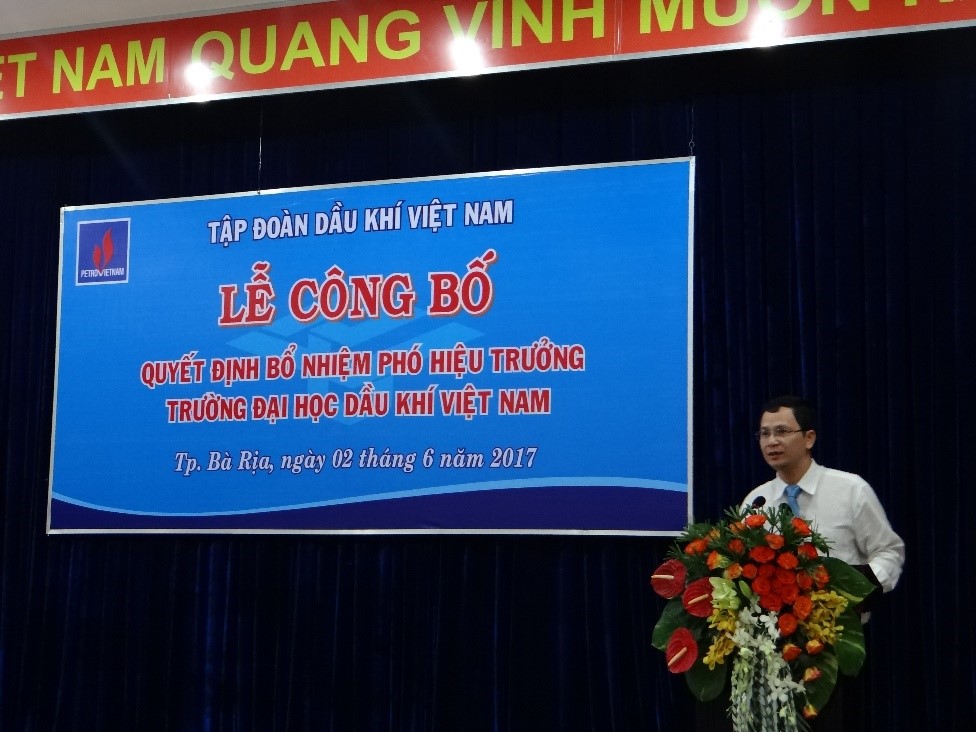 NAM QUANG VINH MUÔN
TẬP ĐOÀN DẦU KHÍ VIỆT NAM
PETROVIETNAM
LỄ CÔNG BỐ
QUYẾT ĐỊNH BỔ NHIỆM PHÓ HIỆU TRƯỞNG
TRƯỜNG ĐẠI HỌC DẦU KHÍ VIỆT NAM
Tp. Bà Rịa, ngày 02 tháng 6 năm 2017